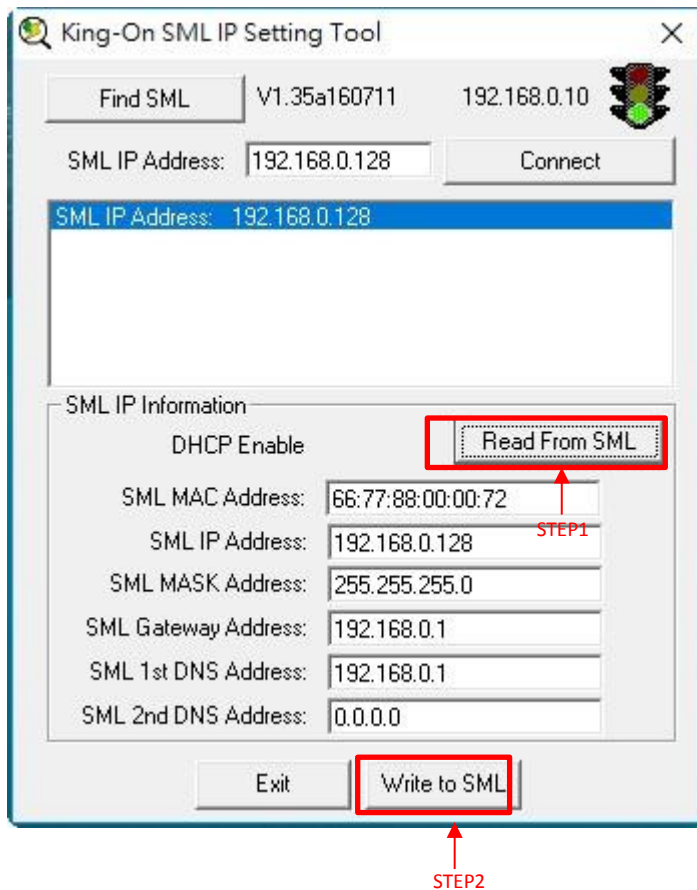 King-On SML IP Setting Tool
Find SML V1.35a160711 192.168.0.10
SML IP Address: 192.168.0.128 Connect
SML IP Address: 192.168.0.128
SML IP Information
DHCP Enable Read From SML
SML MAC Address: 66:77:88:00:00:72
STEP1
SML IP Address: 192.168.0.128
SML MASK Address: 255.255.255.0
SML Gateway Address: 192.168.0.1
SML 1st DNS Address: 192.168.0.1
SML 2nd DNS Address: 0.0.0.0
Exit Write to SML
STEP2